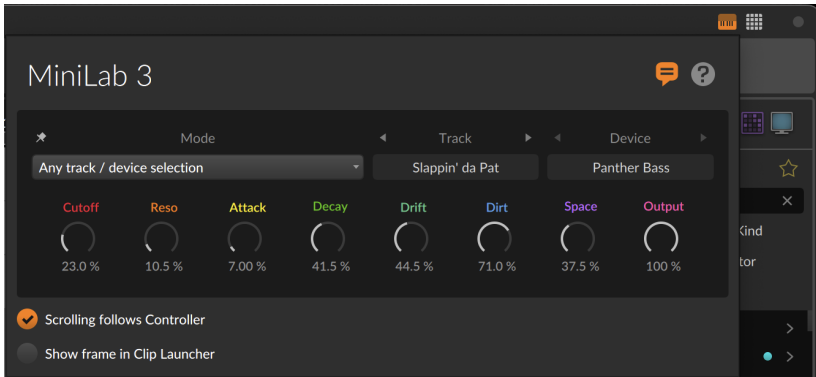 MiniLab 3
?
Mode Track Device
Any track / device selection Slappin' da Pat Panther Bass
Cutoff Reso Attack Decay Drift Dirt Space Output
23.0 % 10.5 % 7.00 % 41.5 % 44.5 % 71.0 % 37.5 % 100 %
Kind
tor
Scrolling follows Controller
Show frame in Clip Launcher